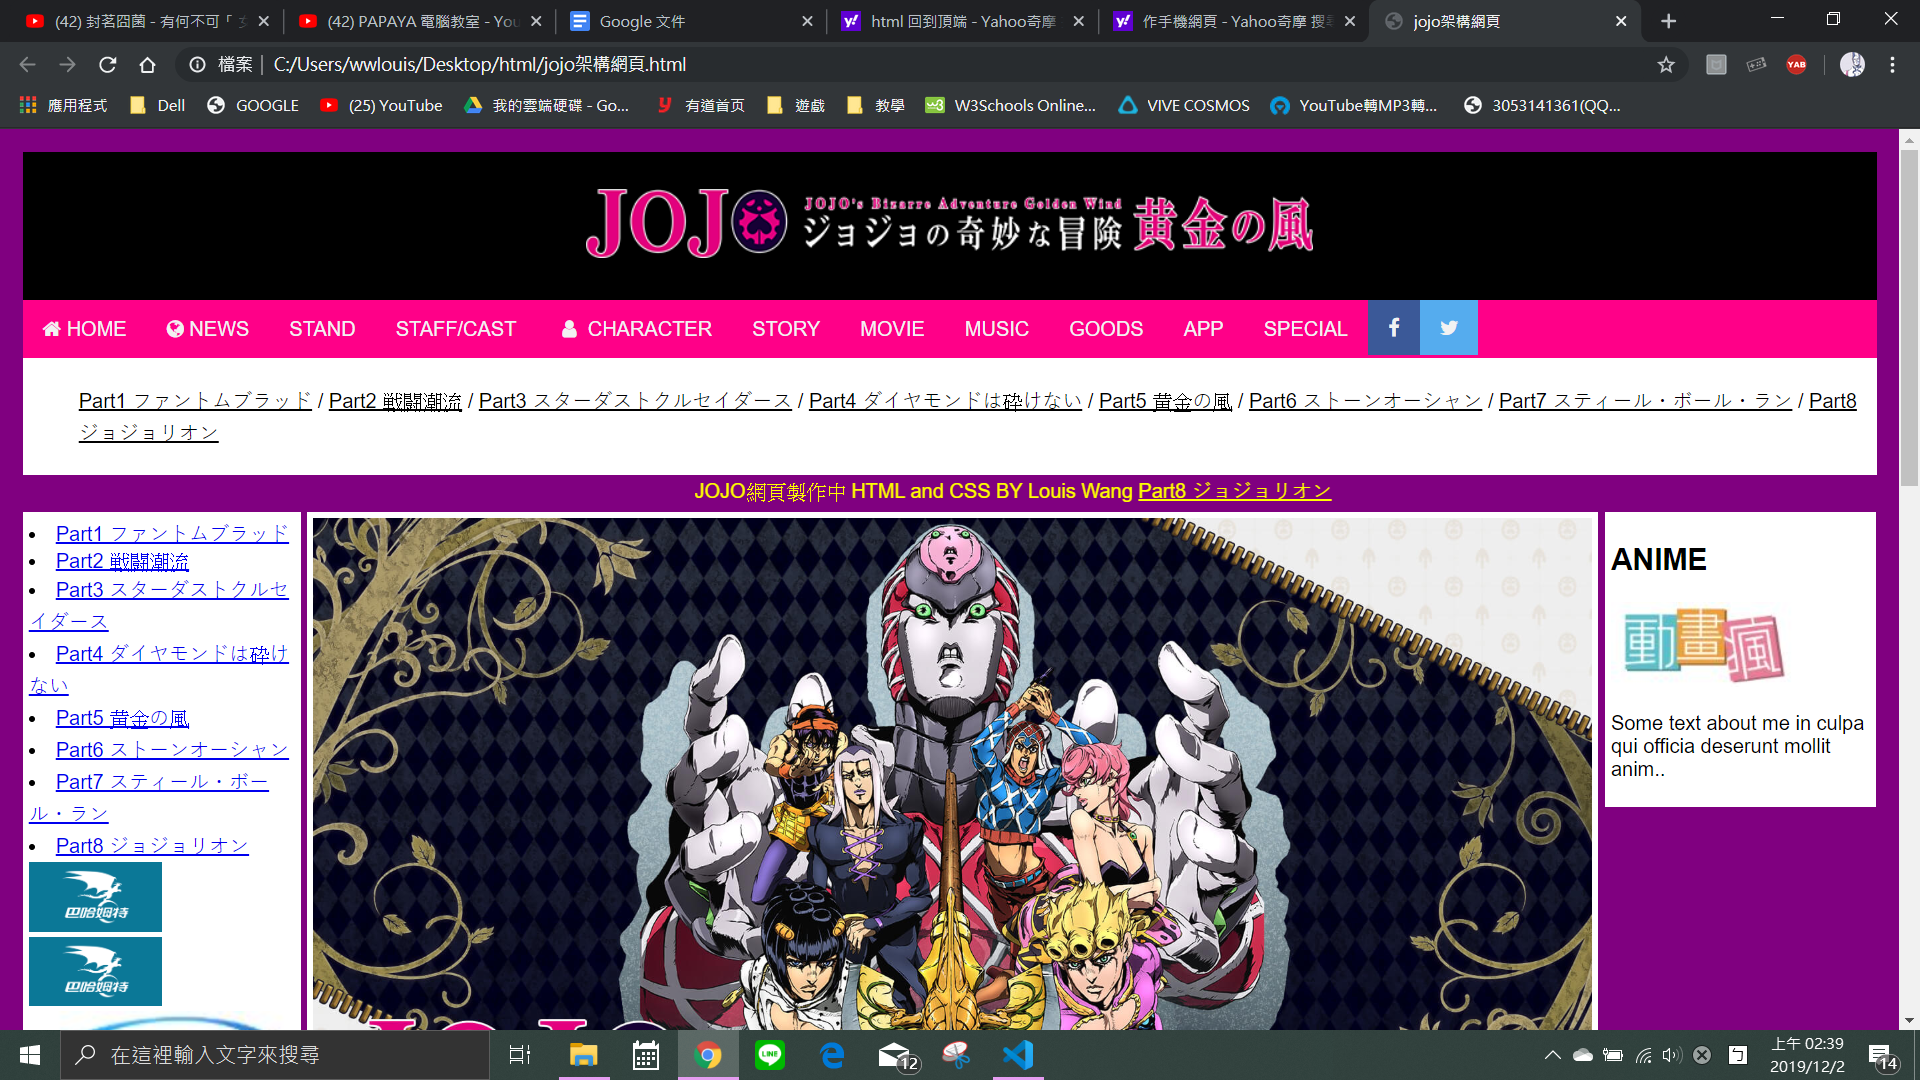 (42) 封茗囧菌 - 有何不可「
(42) PAPAYA 電腦教室 - You
Google 文件
html 回到頂端 - Yahoo奇摩
作手機網頁 - Yahoo奇摩 搜
jojo架構網頁
檔案 | C:/Users/wwlouis/Desktop/html/jojo架構網頁.html
YAB
應用程式
Dell
GOOGLE
(25) YouTube
我的雲端硬碟 - Go...
有道首页
遊戲
教學
W3Schools Online...
VIVE COSMOS
YouTube轉MP3轉...
3053141361(QQ...
JOJO
JOJO's Bizarre Adventure Golden Wind
ジョジョの奇妙な冒険 黄金の風
HOME
NEWS
STAND
STAFF/CAST
CHARACTER
STORY
MOVIE
MUSIC
GOODS
APP
SPECIAL
Part1 ファントムブラッド / Part2 戦闘潮流 / Part3 スターダストクルセイダース / Part4 ダイヤモンドは砕けない / Part5 黄金の風 / Part6 ストーンオーシャン / Part7 スティール・ボール・ラン / Part8
ジョジョリオン
JOJO網頁製作中 HTML and CSS BY Louis Wang Part8 ジョジョリオン
Part1 ファントムブラッド
Part2 戦闘潮流
Part3 スターダストクルセ
イダース
Part4 ダイヤモンドは砕け
ない
Part5 黄金の風
Part6 ストーンオーシャン
Part7 スティール・ボー
ル・ラン
Part8 ジョジョリオン
巴哈姆特
巴哈姆特
ANIME
動畫瘋
Some text about me in culpa
qui officia deserunt mollit
anim..
在這裡輸入文字來搜尋
LINE
12
上午 02:39
2019/12/2
14